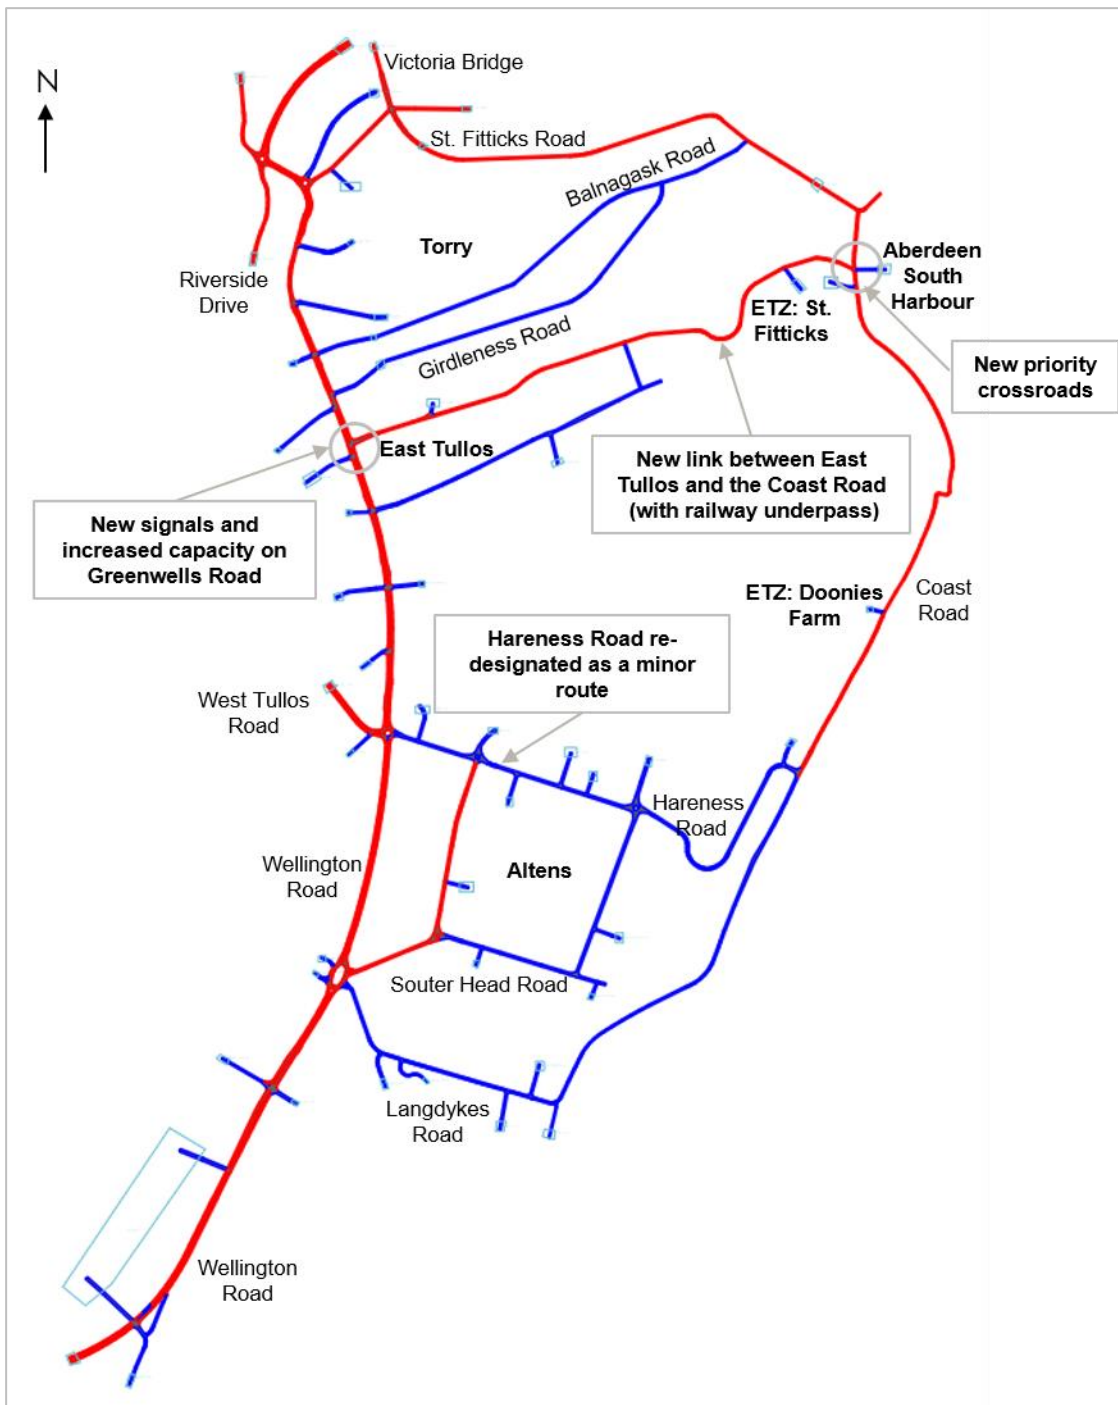 Victoria Bridge
N
St. Fitticks Road
Balnagask Road
Torry
Aberdeen
South
Harbour
Riverside
Drive
ETZ: St.
Fitticks
Girdleness Road
New priority
crossroads
East Tullos
New link between East
Tullos and the Coast Road
(with railway underpass)
New signals and
increased capacity on
Greenwells Road
ETZ: Doonies
Farm
Coast
Road
Hareness Road re-
designated as a minor
route
West Tullos
Road
Hareness
Road
Wellington
Road
Altens
Souter Head Road
Langdykes
Road
Wellington
Road